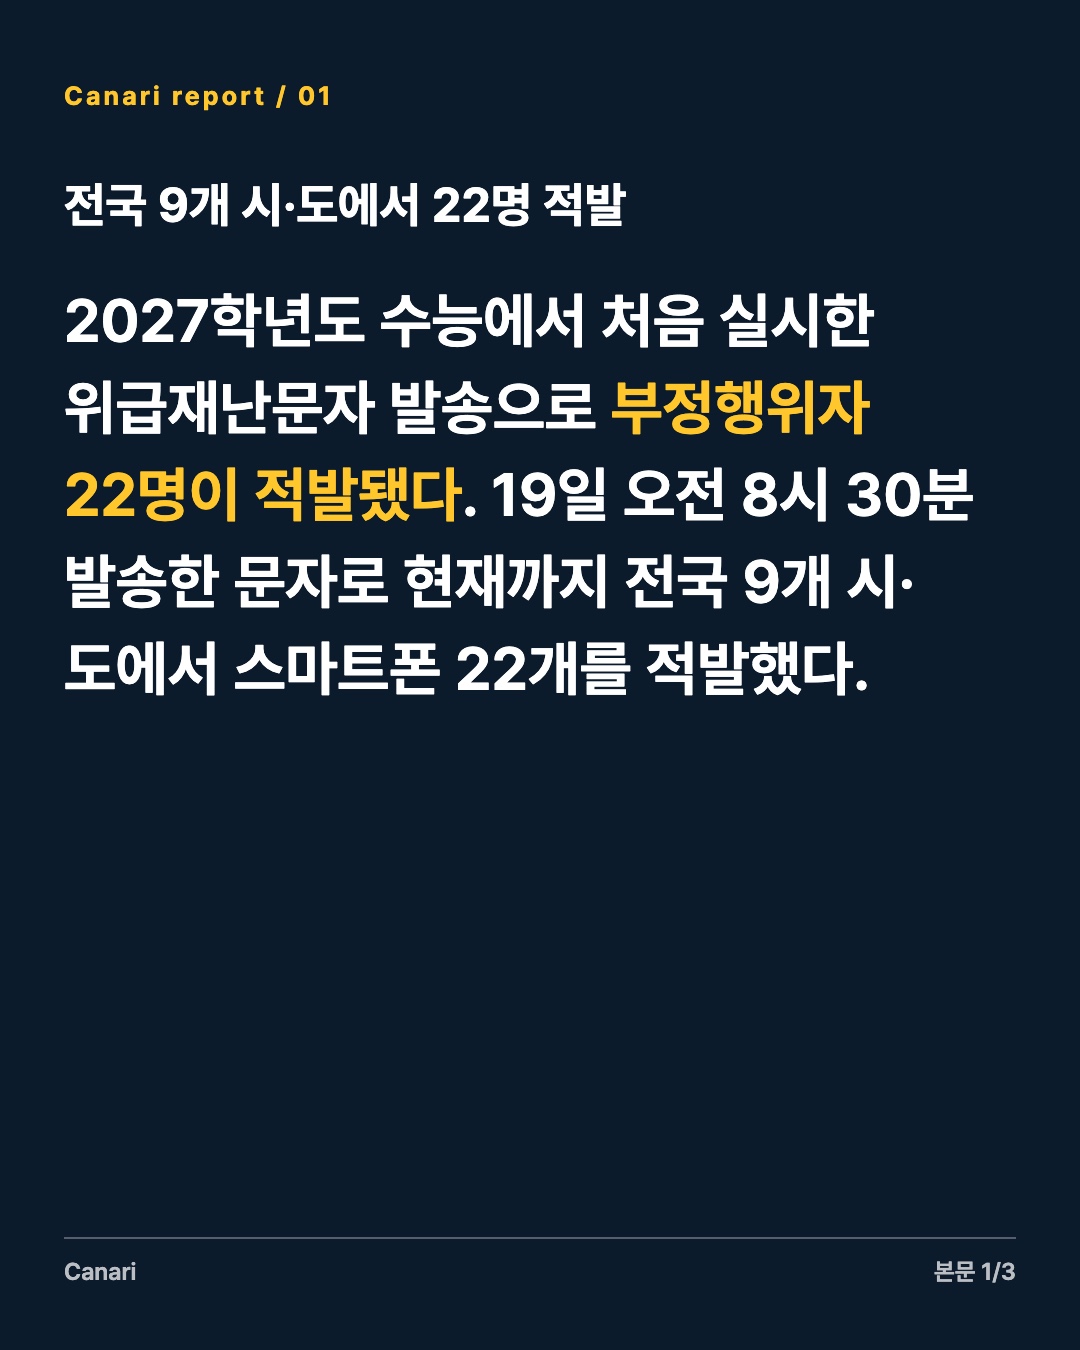 Canari report / 01
전국 9개 시·도에서 22명 적발
2027학년도 수능에서 처음 실시한
위급재난문자 발송으로 부정행위자
22명이 적발됐다. 19일 오전 8시 30분
발송한 문자로 현재까지 전국 9개 시·
도에서 스마트폰 22개를 적발했다.
Canari
본문 1/3